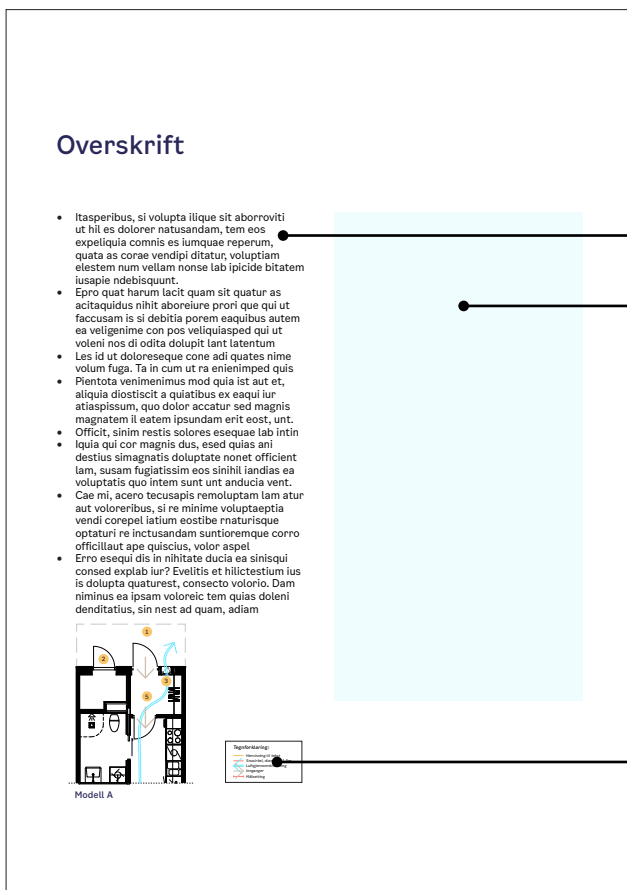 Overskrift
• Itasperibus, si volupta ilique sit aborroviti
ut hil es dolorer natusandam, tem eos
expeliquia comnis es iumquae reperum,
quata as corae vendipi ditatur, voluptiam
elestem num vellam nonse lab ipicide bitatem
iusapie ndebisquunt.
• Epro quat harum lacit quam sit quatur as
acitaquidus nihit aboreiure prori que qui ut
faccusam is si debitia porem eaquibus autem
ea veligenime con pos veliquiasped qui ut
voleni nos di odita dolupit lant latentum
• Les id ut doloreseque cone adi quates nime
volum fuga. Ta in cum ut ra enienimped quis
• Pientota venimenimus mod quia ist aut et,
aliquia diostiscit a quiatibus ex eaqui iur
atiaspissum, quo dolor accatur sed magnis
magnatem il eatem ipsundam erit eost, unt.
• Officit, sinim restis solores esequae lab intin
• Iquia qui cor magnis dus, esed quias ani
destius simagnatis doluptate nonet officient
lam, susam fugiatissim eos sinihil iandias ea
voluptatis quo intem sunt unt anducia vent.
• Cae mi, acero tecusapis remoluptam lam atur
aut voloreribus, si re minime voluptaeptia
vendi corepel iatium eostibe rnaturisque
optaturi re inctusandam suntioremque corro
officillaut ape quiscius, volor aspel
• Erro esequi dis in nihitate ducia ea sinisqui
consed explab iur? Evelitis et hilictestium ius
is dolupta quaturest, consecto volorio. Dam
niminus ea ipsam voloreic tem quias doleni
denditatius, sin nest ad quam, adiam
1
2
3
5
Tegnforklaring:
Henvisning til tekst
Innganger
Målsetting
Modell A